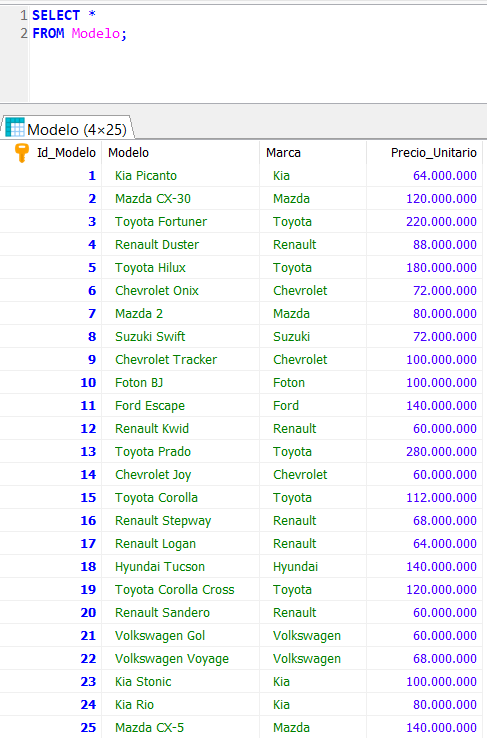 1 SELECT *
2 FROM Modelo;
Modelo (4×25)
Id_Modelo Modelo Marca Precio_Unitario
1 Kia Picanto Kia 64.000.000
2 Mazda CX-30 Mazda 120.000.000
3 Toyota Fortuner Toyota 220.000.000
4 Renault Duster Renault 88.000.000
5 Toyota Hilux Toyota 180.000.000
6 Chevrolet Onix Chevrolet 72.000.000
7 Mazda 2 Mazda 80.000.000
8 Suzuki Swift Suzuki 72.000.000
9 Chevrolet Tracker Chevrolet 100.000.000
10 Foton BJ Foton 100.000.000
11 Ford Escape Ford 140.000.000
12 Renault Kwid Renault 60.000.000
13 Toyota Prado Toyota 280.000.000
14 Chevrolet Joy Chevrolet 60.000.000
15 Toyota Corolla Toyota 112.000.000
16 Renault Stepway Renault 68.000.000
17 Renault Logan Renault 64.000.000
18 Hyundai Tucson Hyundai 140.000.000
19 Toyota Corolla Cross Toyota 120.000.000
20 Renault Sandero Renault 60.000.000
21 Volkswagen Gol Volkswagen 60.000.000
22 Volkswagen Voyage Volkswagen 68.000.000
23 Kia Stonic Kia 100.000.000
24 Kia Rio Kia 80.000.000
25 Mazda CX-5 Mazda 140.000.000